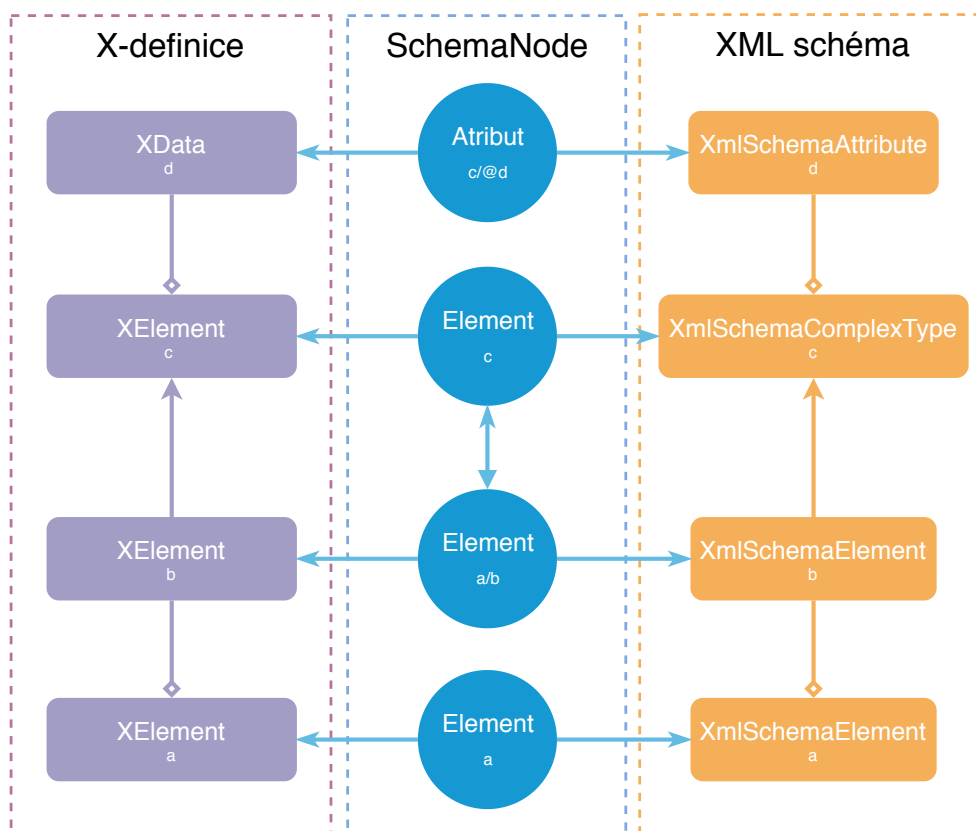 X-definice
SchemaNode
XML schéma
XData
d
Atribut
c/@d
XmlSchemaAttribute
d
XElement
c
Element
c
XmlSchemaComplexType
c
XElement
b
Element
a/b
XmlSchemaElement
b
XElement
a
Element
a
XmlSchemaElement
a